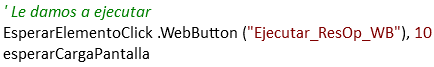 ' Le damos a ejecutar
EsperarElementoClick .WebButton ("Ejecutar_ResOp_WB"), 10
esperarCargaPantalla